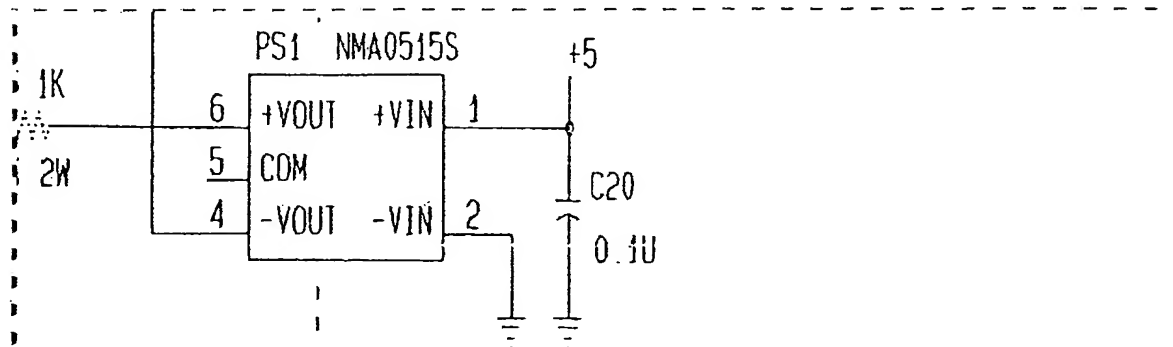 PS1 NMA0515S
+5
1K
6 +VOUT +VIN 1
5 COM
2W
4 -VOUT -VIN 2
C20
0.1U